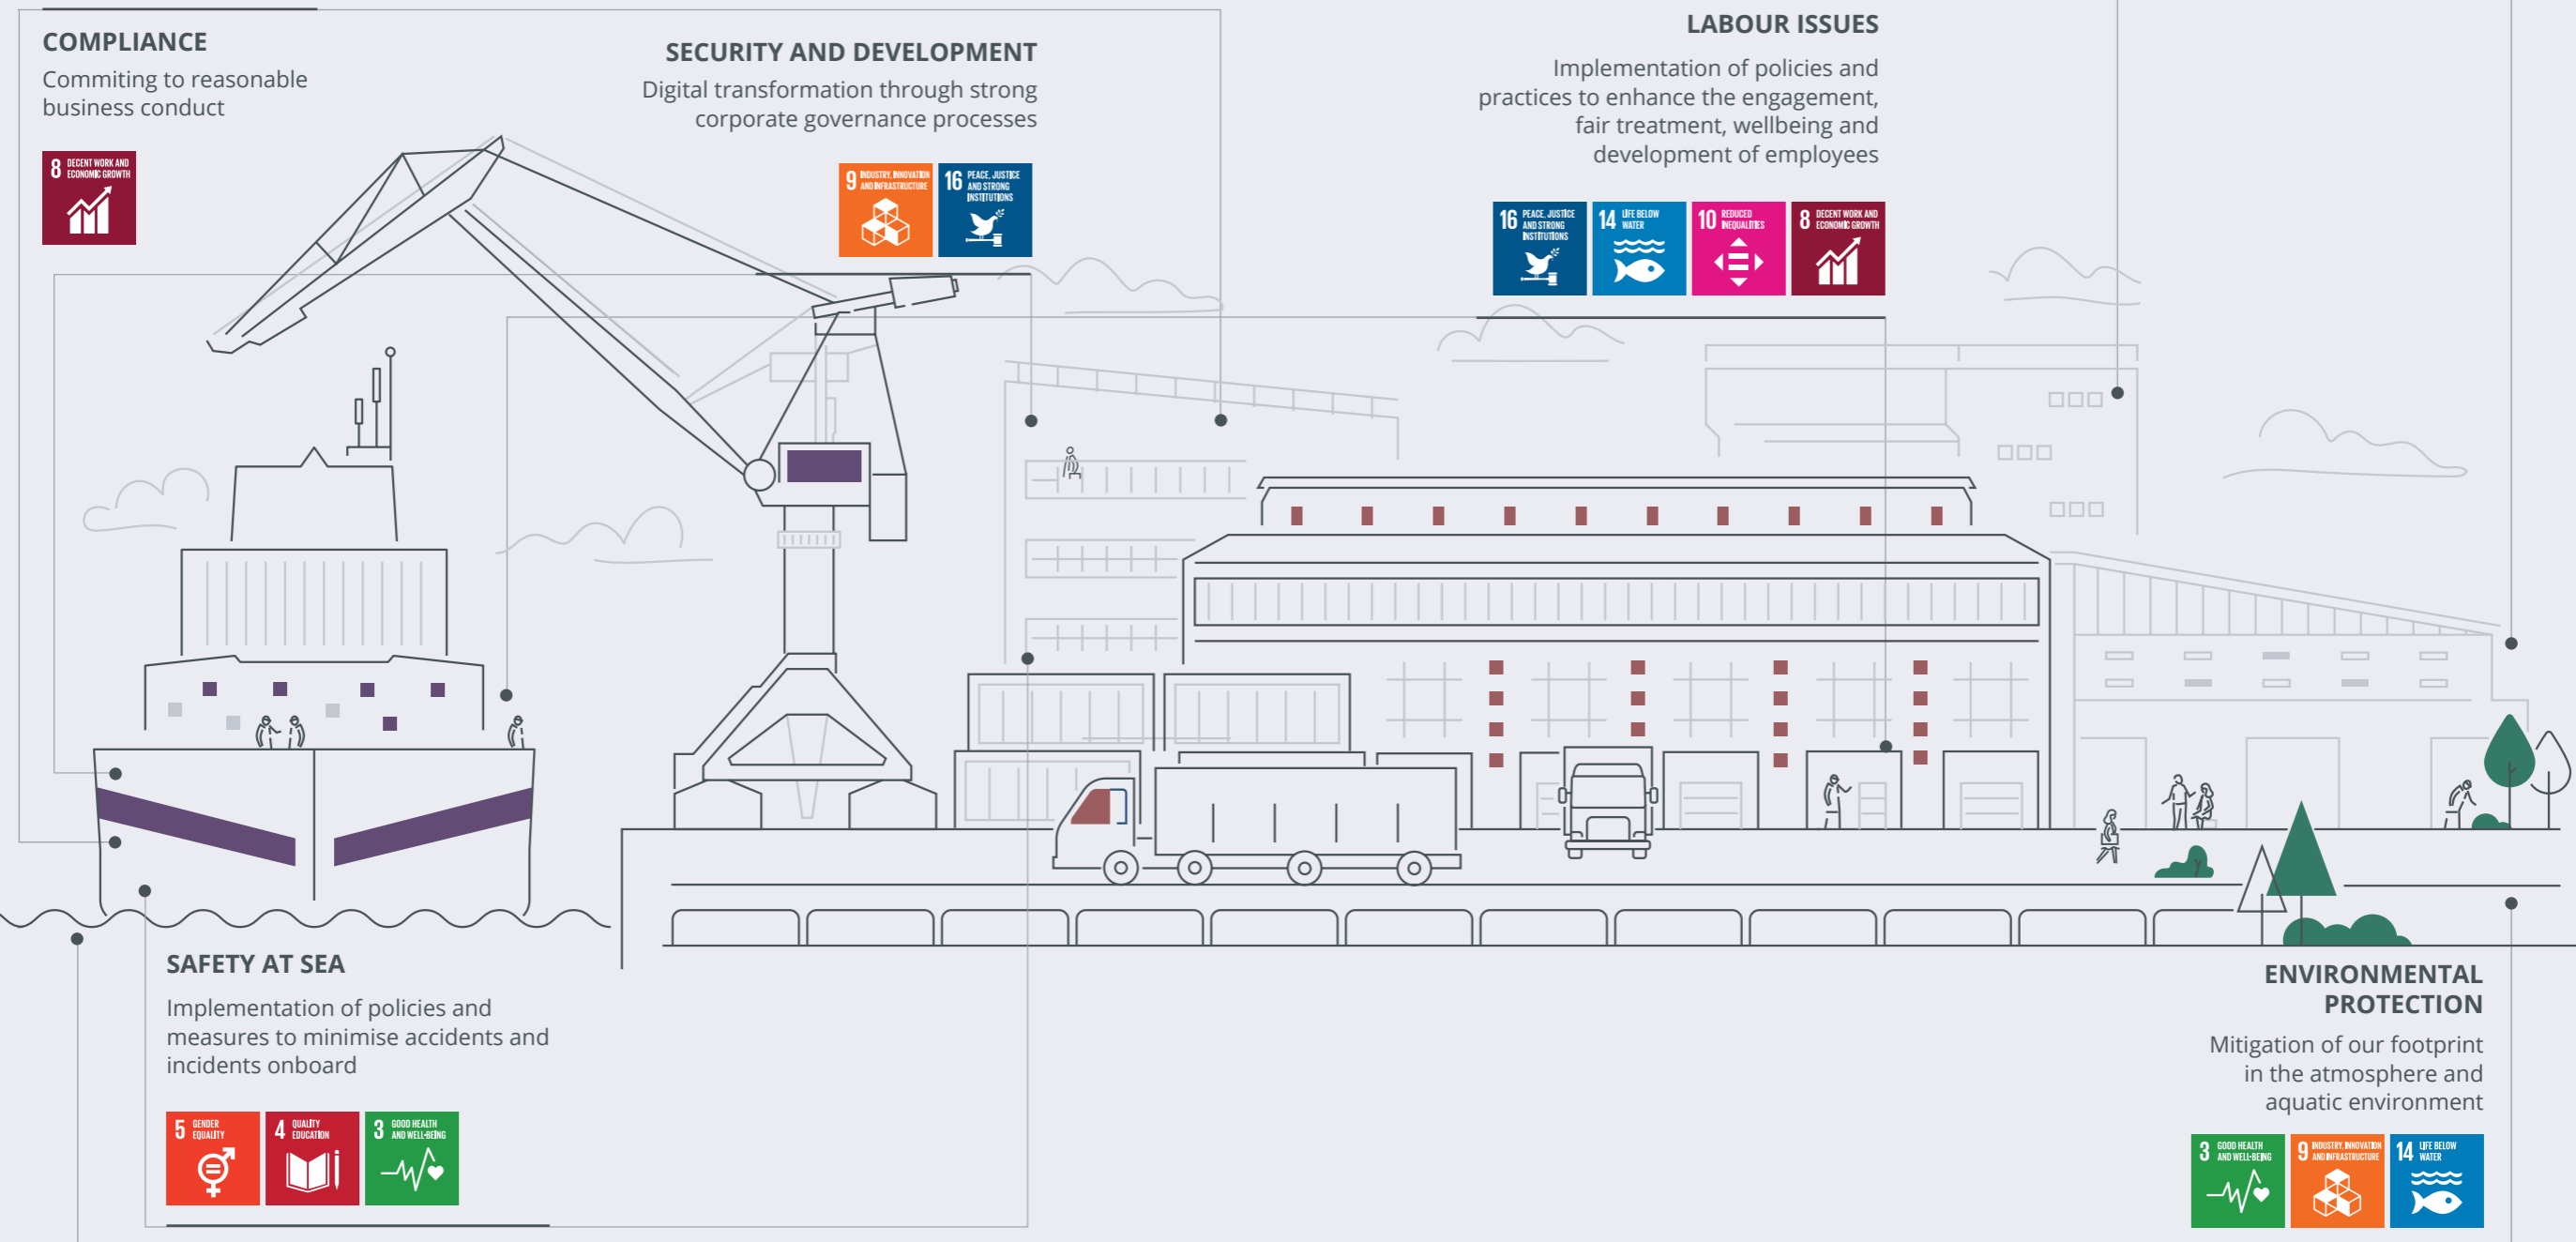 COMPLIANCE
Commiting to reasonable
business conduct
8 DECENT WORK AND
ECONOMIC GROWTH
SECURITY AND DEVELOPMENT
Digital transformation through strong
corporate governance processes
9 INDUSTRY, INNOVATION
AND INFRASTRUCTURE
16 PEACE, JUSTICE
AND STRONG
INSTITUTIONS
LABOUR ISSUES
Implementation of policies and
practices to enhance the engagement,
fair treatment, wellbeing and
development of employees
16 PEACE, JUSTICE
AND STRONG
INSTITUTIONS
14 LIFE BELOW
WATER
10 REDUCED
INEQUALITIES
8 DECENT WORK AND
ECONOMIC GROWTH
SAFETY AT SEA
Implementation of policies and
measures to minimise accidents and
incidents onboard
5 GENDER
EQUALITY
4 QUALITY
EDUCATION
3 GOOD HEALTH
AND WELL-BEING
ENVIRONMENTAL
PROTECTION
Mitigation of our footprint
in the atmosphere and
aquatic environment
3 GOOD HEALTH
AND WELL-BEING
9 INDUSTRY, INNOVATION
AND INFRASTRUCTURE
14 LIFE BELOW
WATER